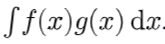 ∫ f(x)g(x) dx.